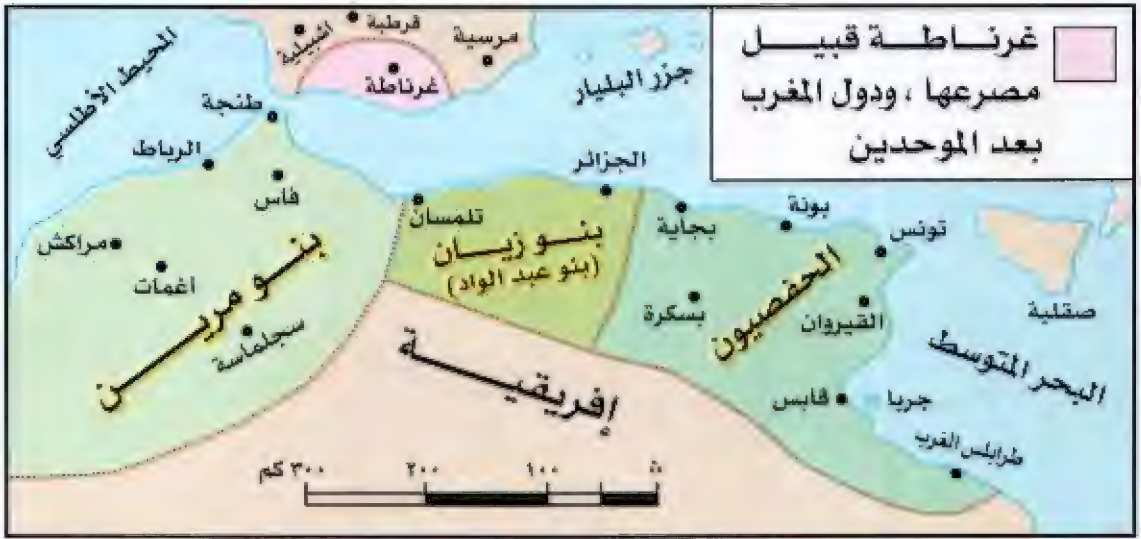 غرناطة قبيل
مصرعها ، ودول المغرب
بعد الموحدين
المحيط الأطلسي
اشبيلية
قرطبة
مرسية
غرناطة
جزر البليار
طنجة
الرباط
فاس
مراكش
اغمات
سجلماسة
بنو مرين
تلمسان
الجزائر
بنو زيان
(بنو عبد الواد)
بجاية
بونة
تونس
بسكرة
القيروان
الحفصيون
صقلية
البحر المتوسط
قابس
جربا
طرابلس الغرب
إفريقية
٣٠٠ كم
٢٠٠
١٠٠
٥٠